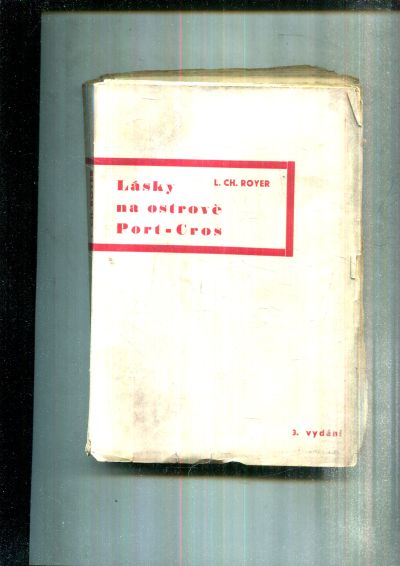 L. CH. ROYER
Lásky
na ostrově
Port-Cros
3. vydání